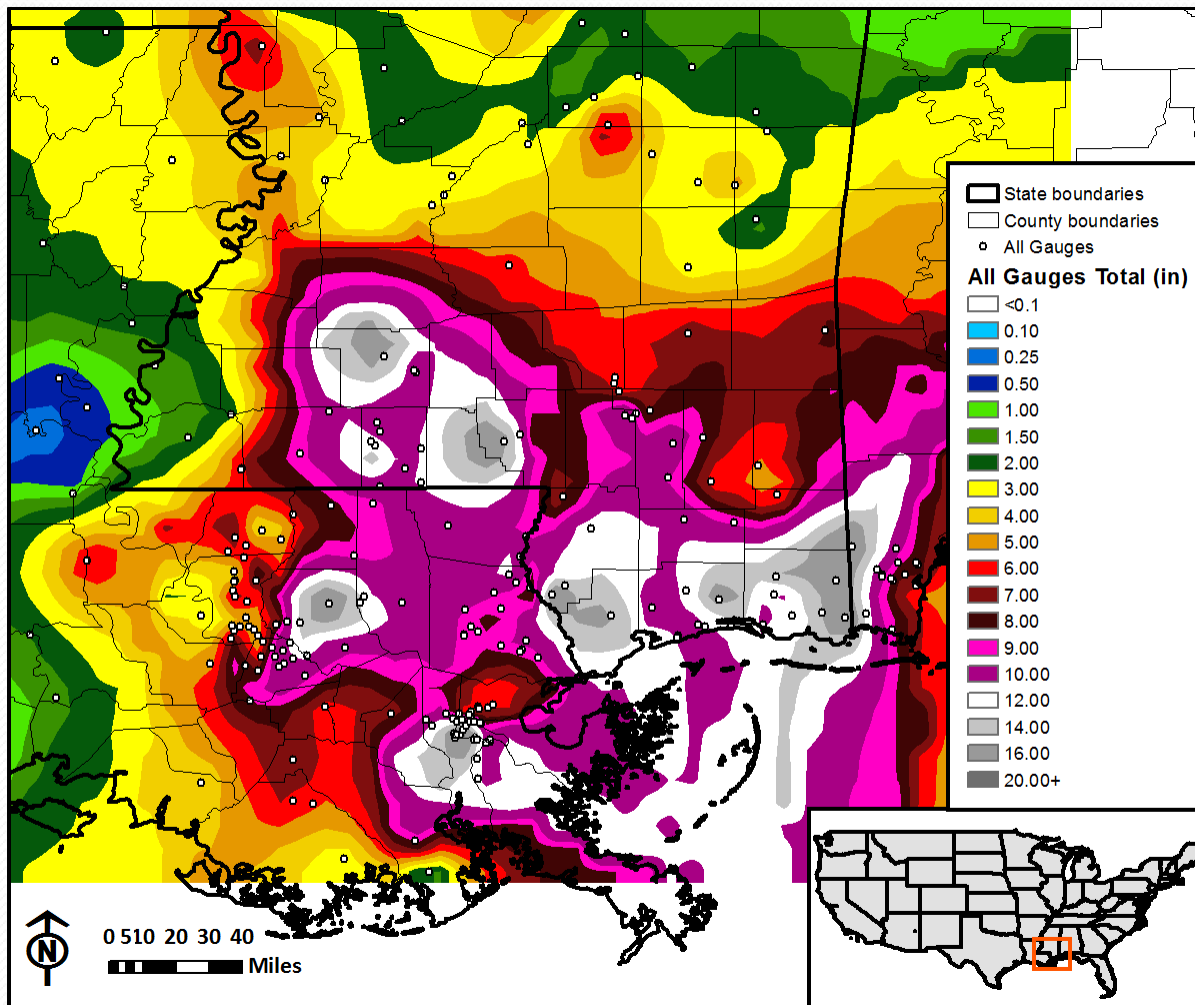 State boundaries
County boundaries
All Gauges
All Gauges Total (in)
<0.1
0.10
0.25
0.50
1.00
1.50
2.00
3.00
4.00
5.00
6.00
7.00
8.00
9.00
10.00
12.00
14.00
16.00
20.00+
N
0 510 20 30 40
Miles